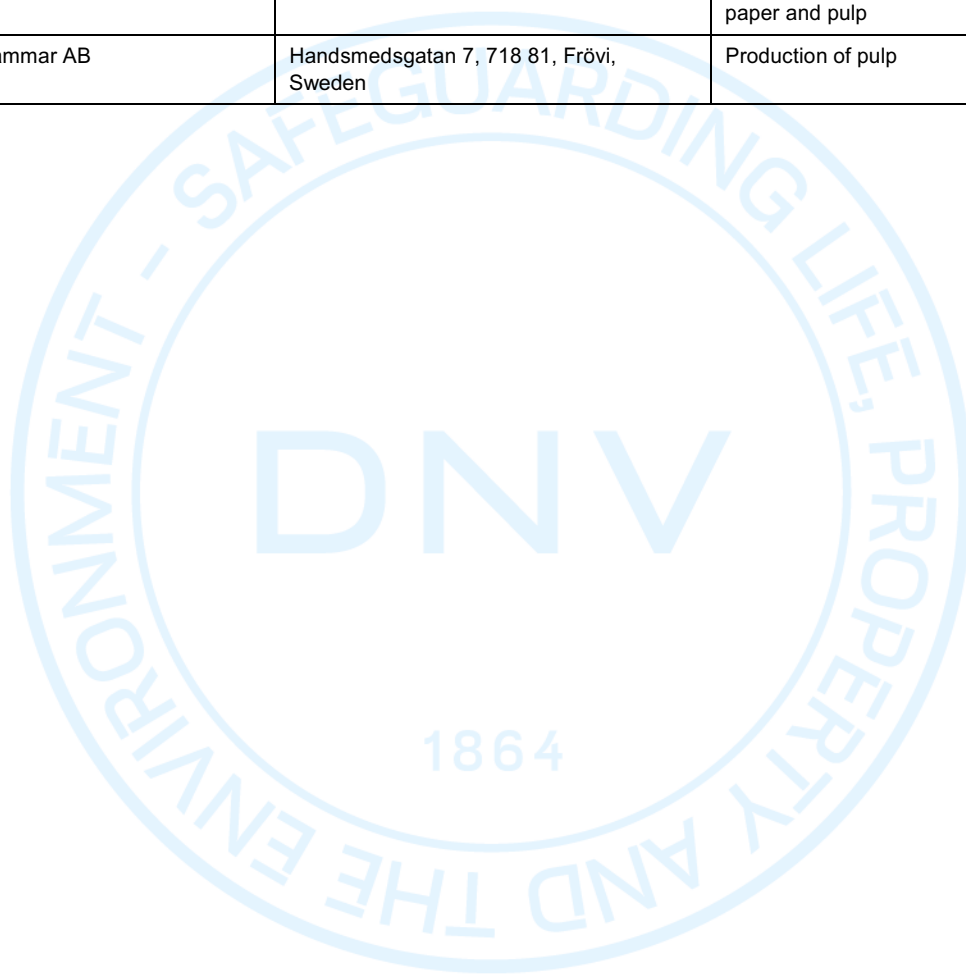 paper and pulp
mmar AB
Handsmedsgatan 7, 718 81, Frövi,
Production of pulp
Sweden
SAFEGUARDING LIFE, PROPERTY AND THE ENVIRONMENT -
DNV
1864